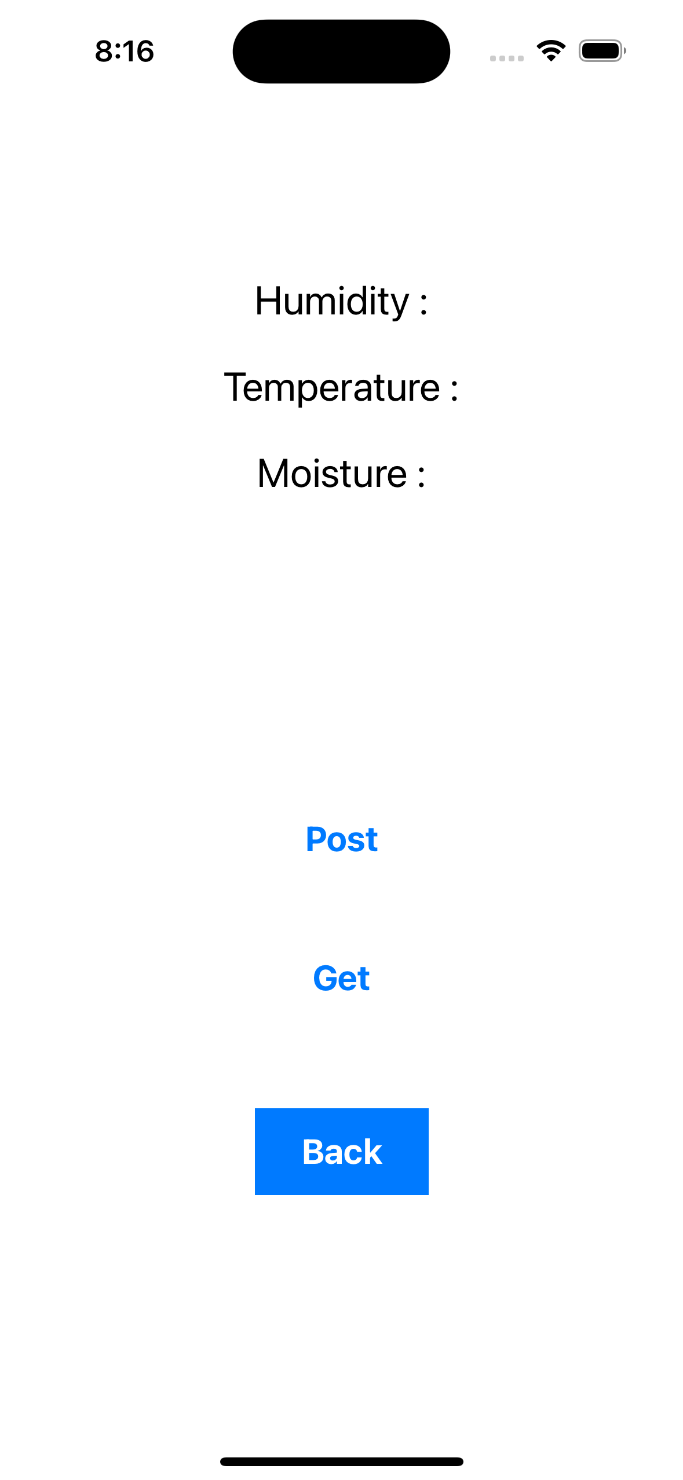 8:16
Humidity :
Temperature :
Moisture :
Post
Get
Back